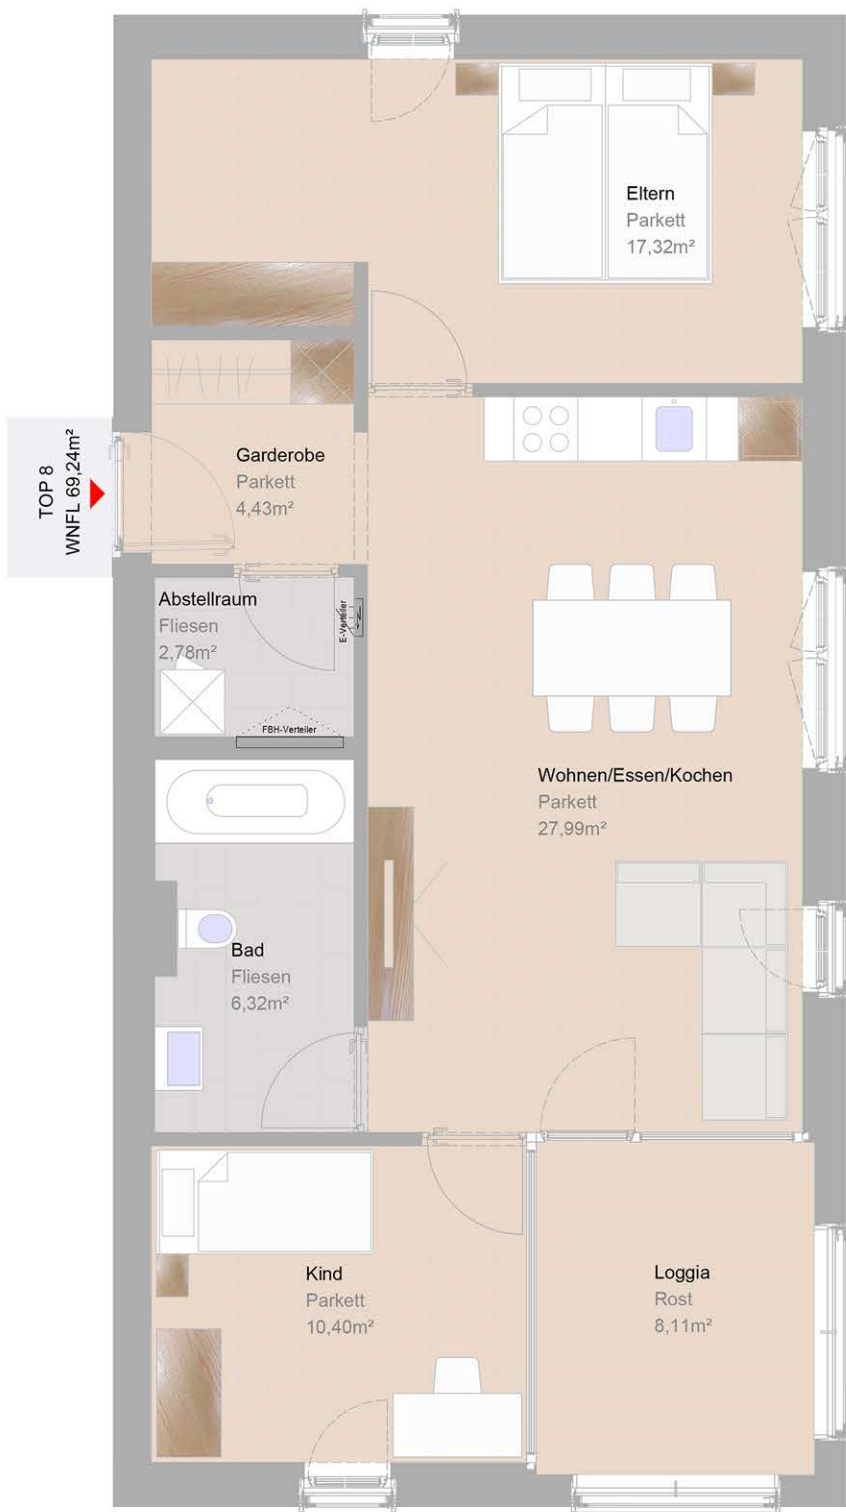 Eltern
Parkett
17,32m²
TOP 8
WNFL 69,24m²
Garderobe
Parkett
4,43m²
Abstellraum
Fliesen
2,78m²
E-Verteiler
FBH-Verteiler
Wohnen/Essen/Kochen
Parkett
27,99m²
Bad
Fliesen
6,32m²
Kind
Parkett
10,40m²
Loggia
Rost
8,11m²